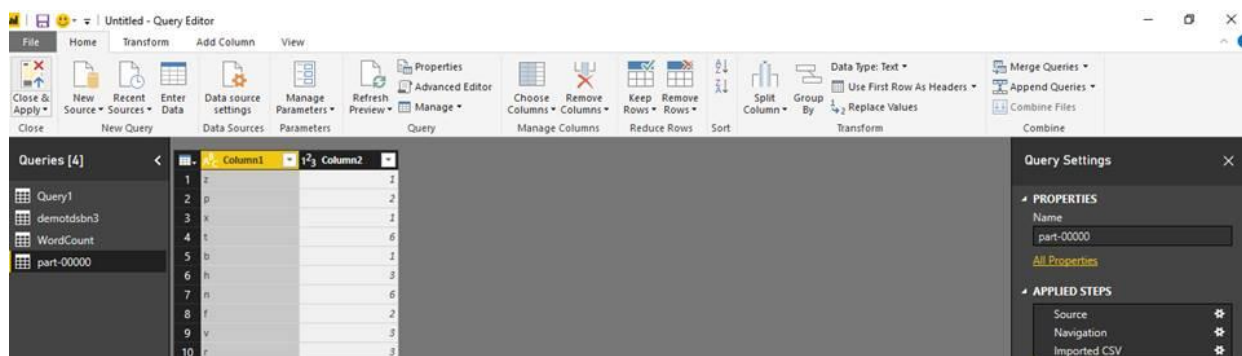 Untitled - Query Editor
File Home Transform Add Column View
Close & Apply
New Source
Recent Sources
Enter Data
Data source settings
Manage Parameters
Refresh Preview
Properties
Advanced Editor
Manage
Choose Columns
Remove Columns
Keep Rows
Remove Rows
Split Column
Group By
Data Type: Text
Use First Row As Headers
Replace Values
Merge Queries
Append Queries
Combine Files
Close New Query Data Sources Parameters Query Manage Columns Reduce Rows Sort Transform Combine
Queries [4]
Query1
demotdsbn3
WordCount
part-00000
Column1 123 Column2
1 z 1
2 p 2
3 x 1
4 t 6
5 b 1
6 h 3
7 n 6
8 f 2
9 v 3
10 r 3
Query Settings
PROPERTIES
Name
part-00000
All Properties
APPLIED STEPS
Source
Navigation
Imported CSV